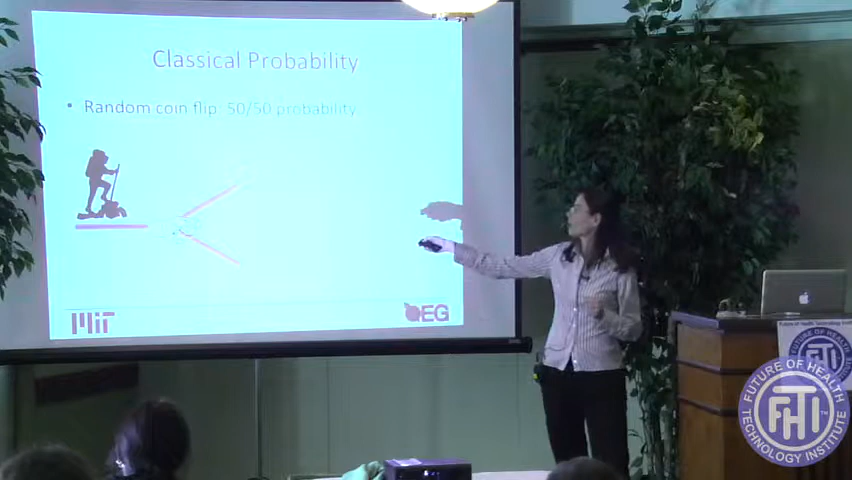 Classical Probability
• Random coin flip: 50/50 probability
MIT
EG
FUTURE OF HEALTH
FHTI
TECHNOLOGY INSTITUTE